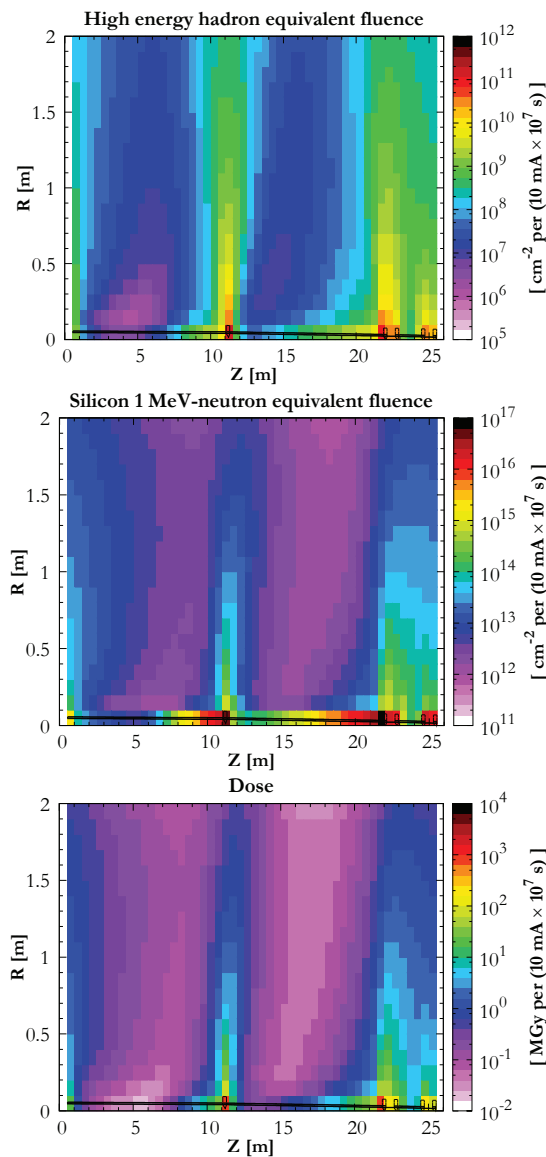 High energy hadron equivalent fluence
2
1.5
1
0.5
0
R [m]
0 5 10 15 20 25
Z [m]
10^12
10^11
10^10
10^9
10^8
10^7
10^6
10^5
[ cm^−2 per (10 mA × 10^7 s) ]
Silicon 1 MeV-neutron equivalent fluence
2
1.5
1
0.5
0
R [m]
0 5 10 15 20 25
Z [m]
10^17
10^16
10^15
10^14
10^13
10^12
10^11
[ cm^−2 per (10 mA × 10^7 s) ]
Dose
2
1.5
1
0.5
0
R [m]
0 5 10 15 20 25
Z [m]
10^4
10^3
10^2
10^1
10^0
10^-1
10^-2
[ MGy per (10 mA × 10^7 s) ]